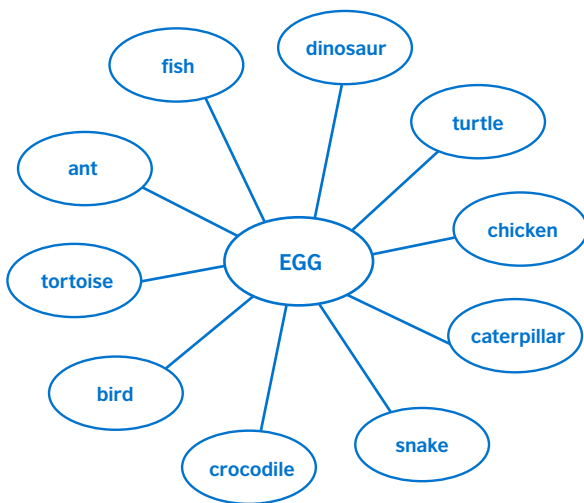 dinosaur
fish
turtle
ant
chicken
EGG
tortoise
caterpillar
bird
snake
crocodile